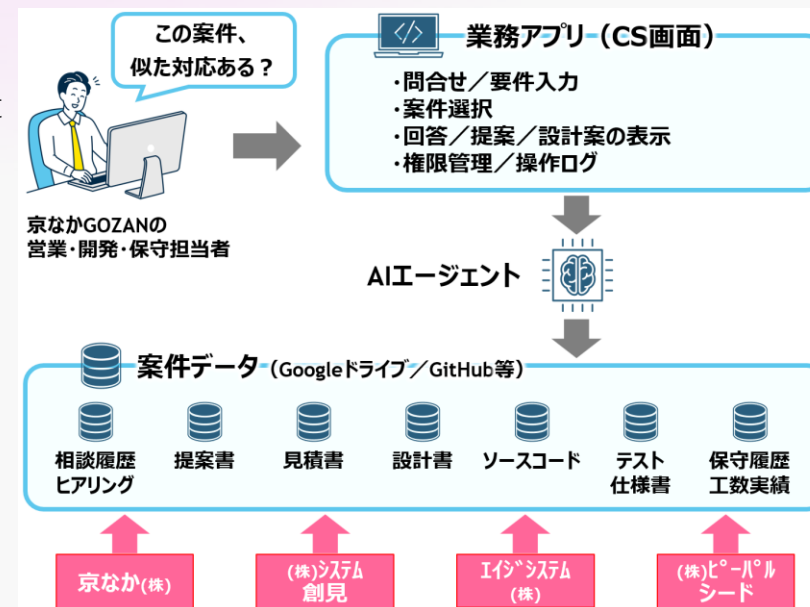 この案件、
似た対応ある？
業務アプリ（CS画面）
・問合せ／要件入力
・案件選択
・回答／提案／設計案の表示
・権限管理／操作ログ
京なかGOZANの
営業・開発・保守担当者
AIエージェント
案件データ（Googleドライブ／GitHub等）
相談履歴
ヒアリング
提案書
見積書
設計書
ソースコード
テスト
仕様書
保守履歴
工数実績
京なか(株)
(株)ｼｽﾃﾑ
創見
ｴｲｼﾞｼｽﾃﾑ
(株)
(株)ﾋﾟｰﾊﾟﾙ
シード